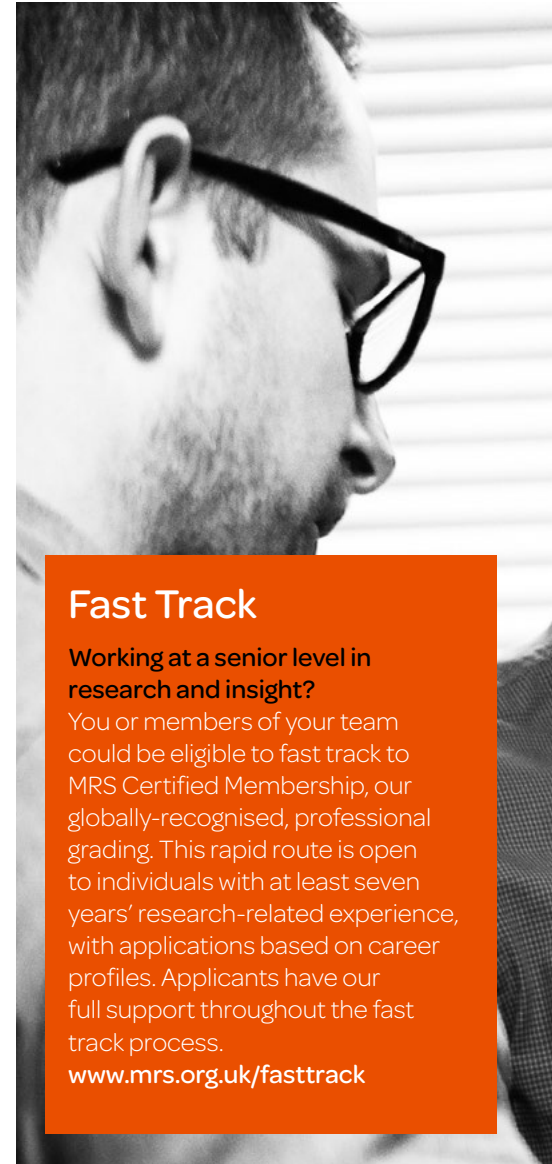 Fast Track
Working at a senior level in
research and insight?
You or members of your team
could be eligible to fast track to
MRS Certified Membership, our
globally-recognised, professional
grading. This rapid route is open
to individuals with at least seven
years’ research-related experience,
with applications based on career
profiles. Applicants have our
full support throughout the fast
track process.
www.mrs.org.uk/fasttrack